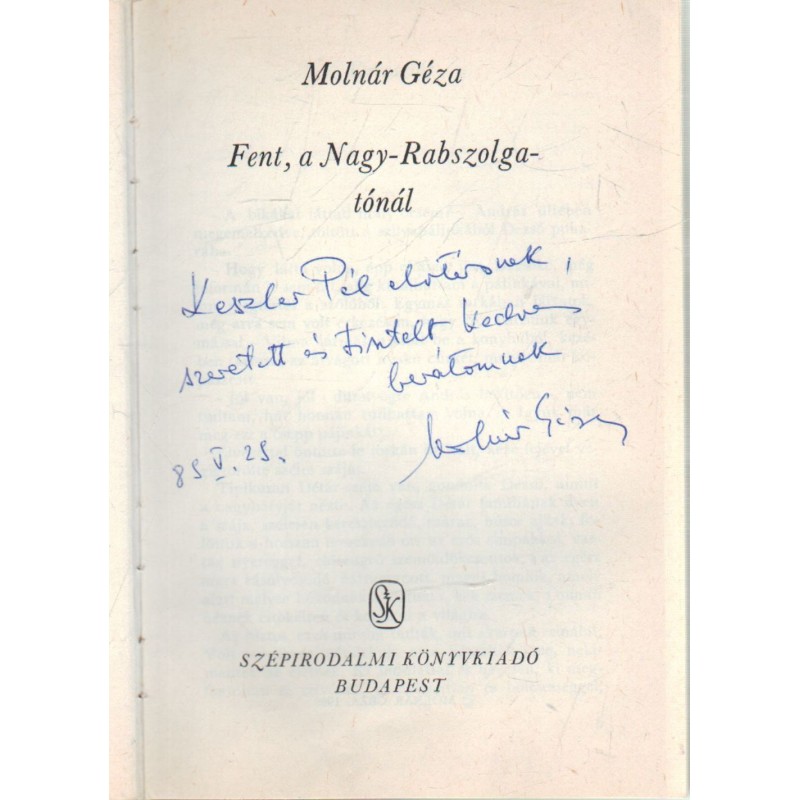 Molnár Géza
Fent, a Nagy-Rabszolga-
tónál
Keszler Pál elvtársnak,
szeretett és tisztelt kedves
barátomnak
Molnár Géza
85 V. 25.
SZK
SZÉPIRODALMI KÖNYVKIADÓ
BUDAPEST